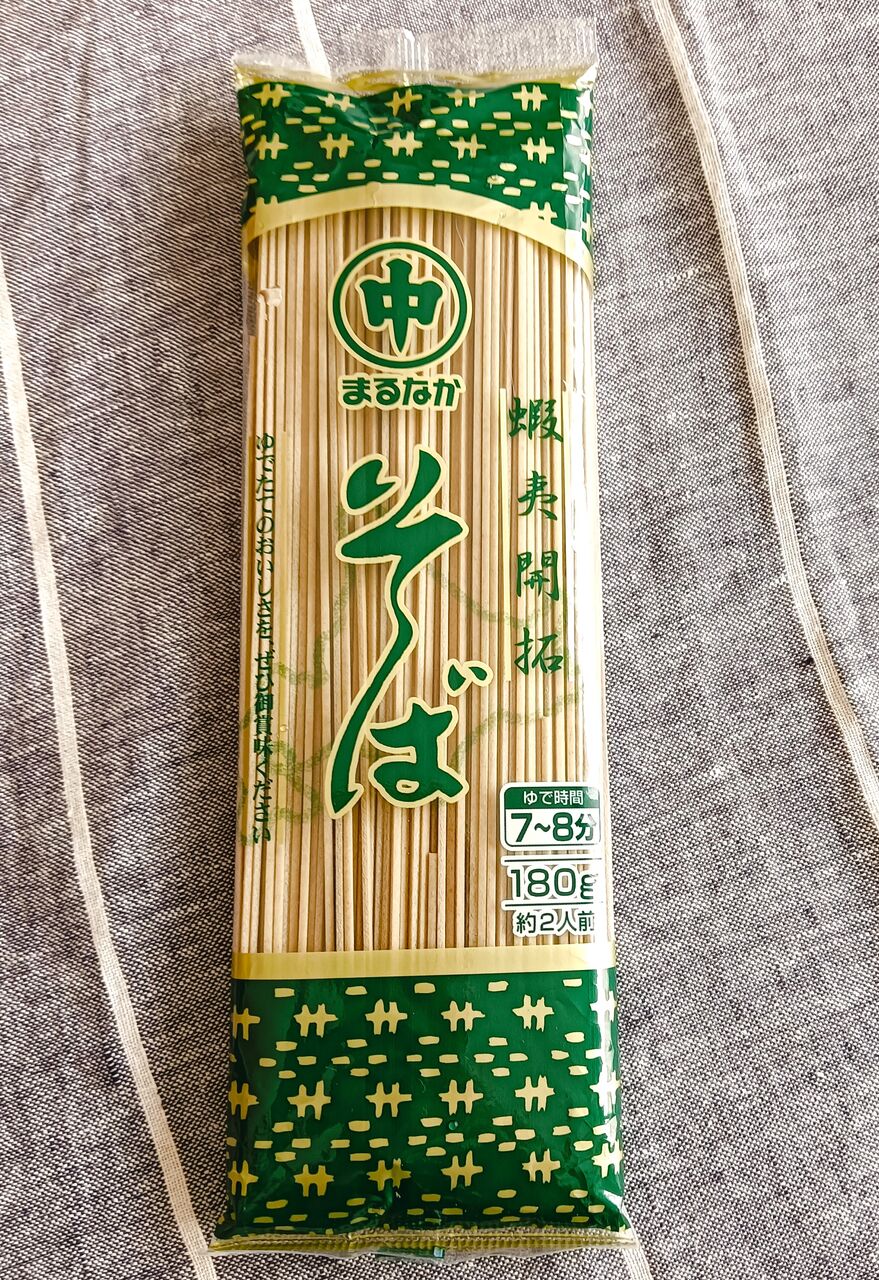 中
まるなか
蝦夷開拓
そば
ゆでたてのおいしさを、ぜひ御賞味ください
ゆで時間
7~8分
180g
約2人前